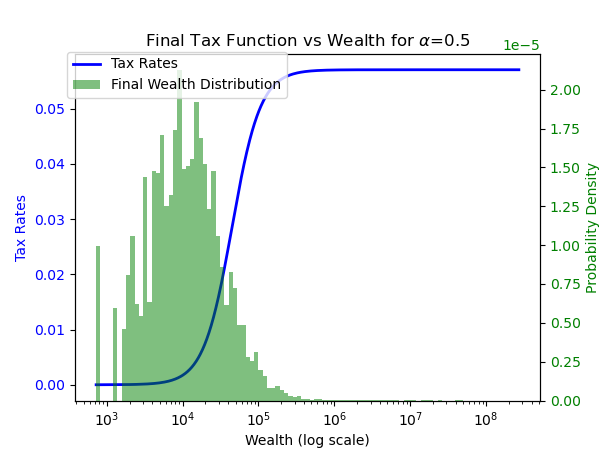 Final Tax Function vs Wealth for α=0.5
1e−5
Tax Rates
Final Wealth Distribution
0.05
0.04
0.03
0.02
0.01
0.00
Tax Rates
2.00
1.75
1.50
1.25
1.00
0.75
0.50
0.25
0.00
Probability Density
10³ 10⁴ 10⁵ 10⁶ 10⁷ 10⁸
Wealth (log scale)